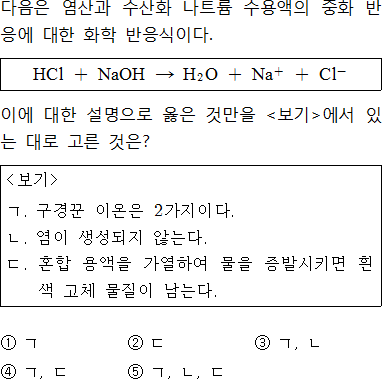 다음은 염산과 수산화 나트륨 수용액의 중화 반
응에 대한 화학 반응식이다.
HCl + NaOH → H₂O + Na⁺ + Cl⁻
이에 대한 설명으로 옳은 것만을 <보기>에서 있
는 대로 고른 것은?
<보기>
ㄱ. 구경꾼 이온은 2가지이다.
ㄴ. 염이 생성되지 않는다.
ㄷ. 혼합 용액을 가열하여 물을 증발시키면 흰
색 고체 물질이 남는다.
① ㄱ ② ㄷ ③ ㄱ, ㄴ
④ ㄱ, ㄷ ⑤ ㄱ, ㄴ, ㄷ